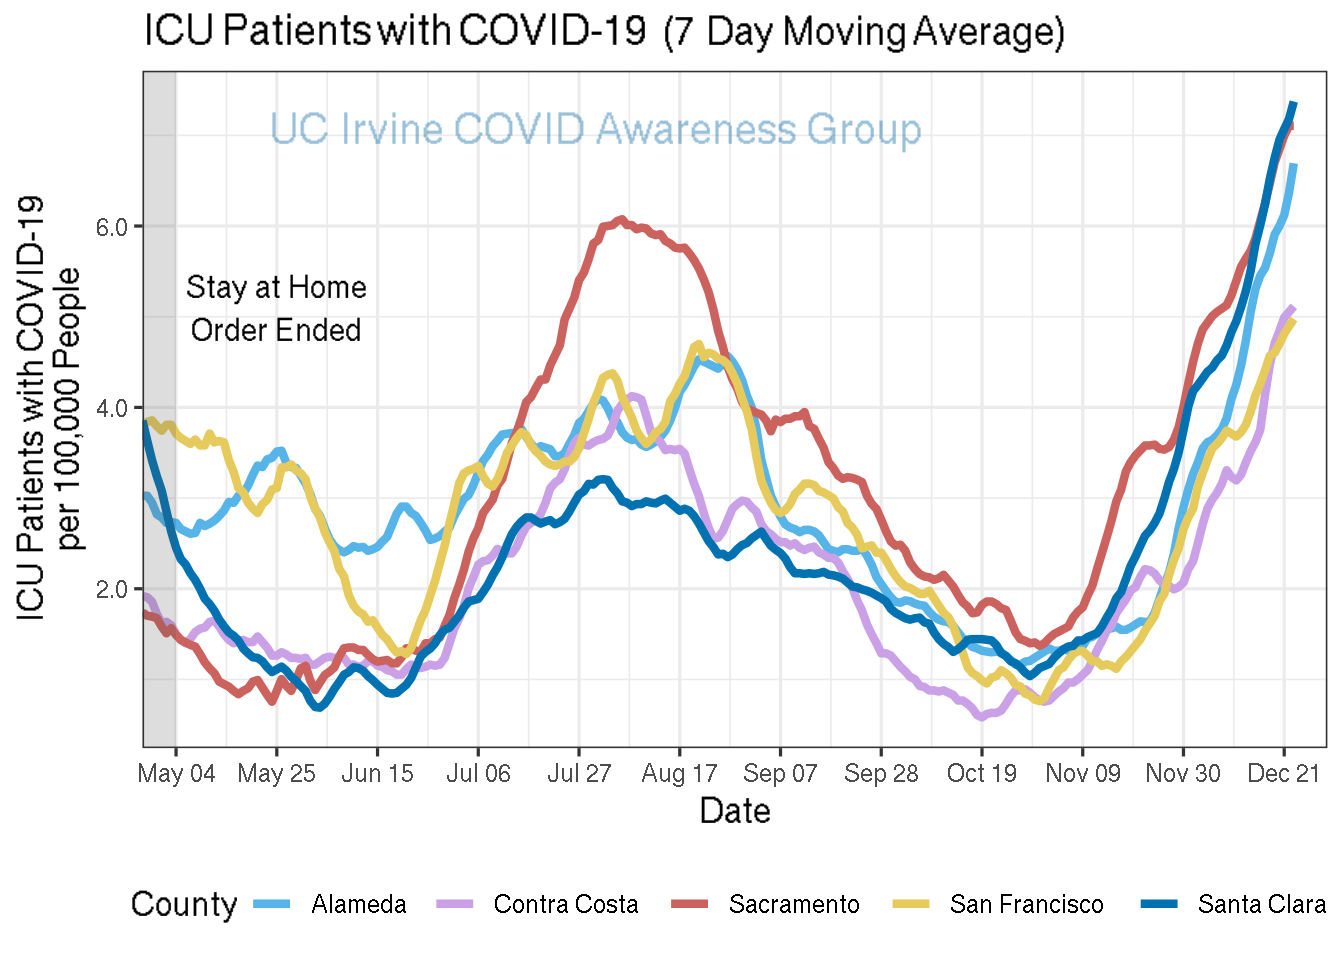 ICU Patients with COVID-19 (7 Day Moving Average)
UC Irvine COVID Awareness Group
Stay at Home
Order Ended
ICU Patients with COVID-19
per 100,000 People
6.0
4.0
2.0
May 04 May 25 Jun 15 Jul 06 Jul 27 Aug 17 Sep 07 Sep 28 Oct 19 Nov 09 Nov 30 Dec 21
Date
County Alameda Contra Costa Sacramento San Francisco Santa Clara